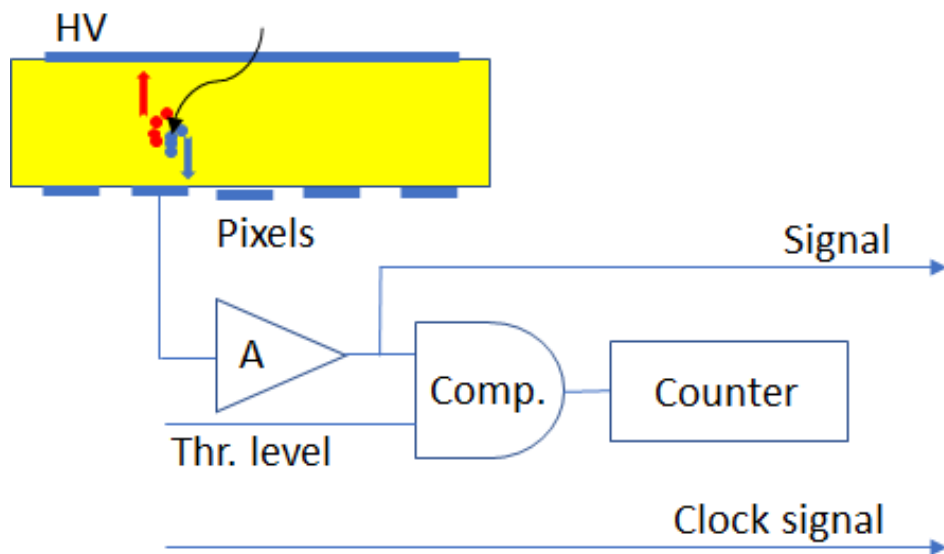 HV
Pixels
Signal
A
Comp.
Counter
Thr. level
Clock signal